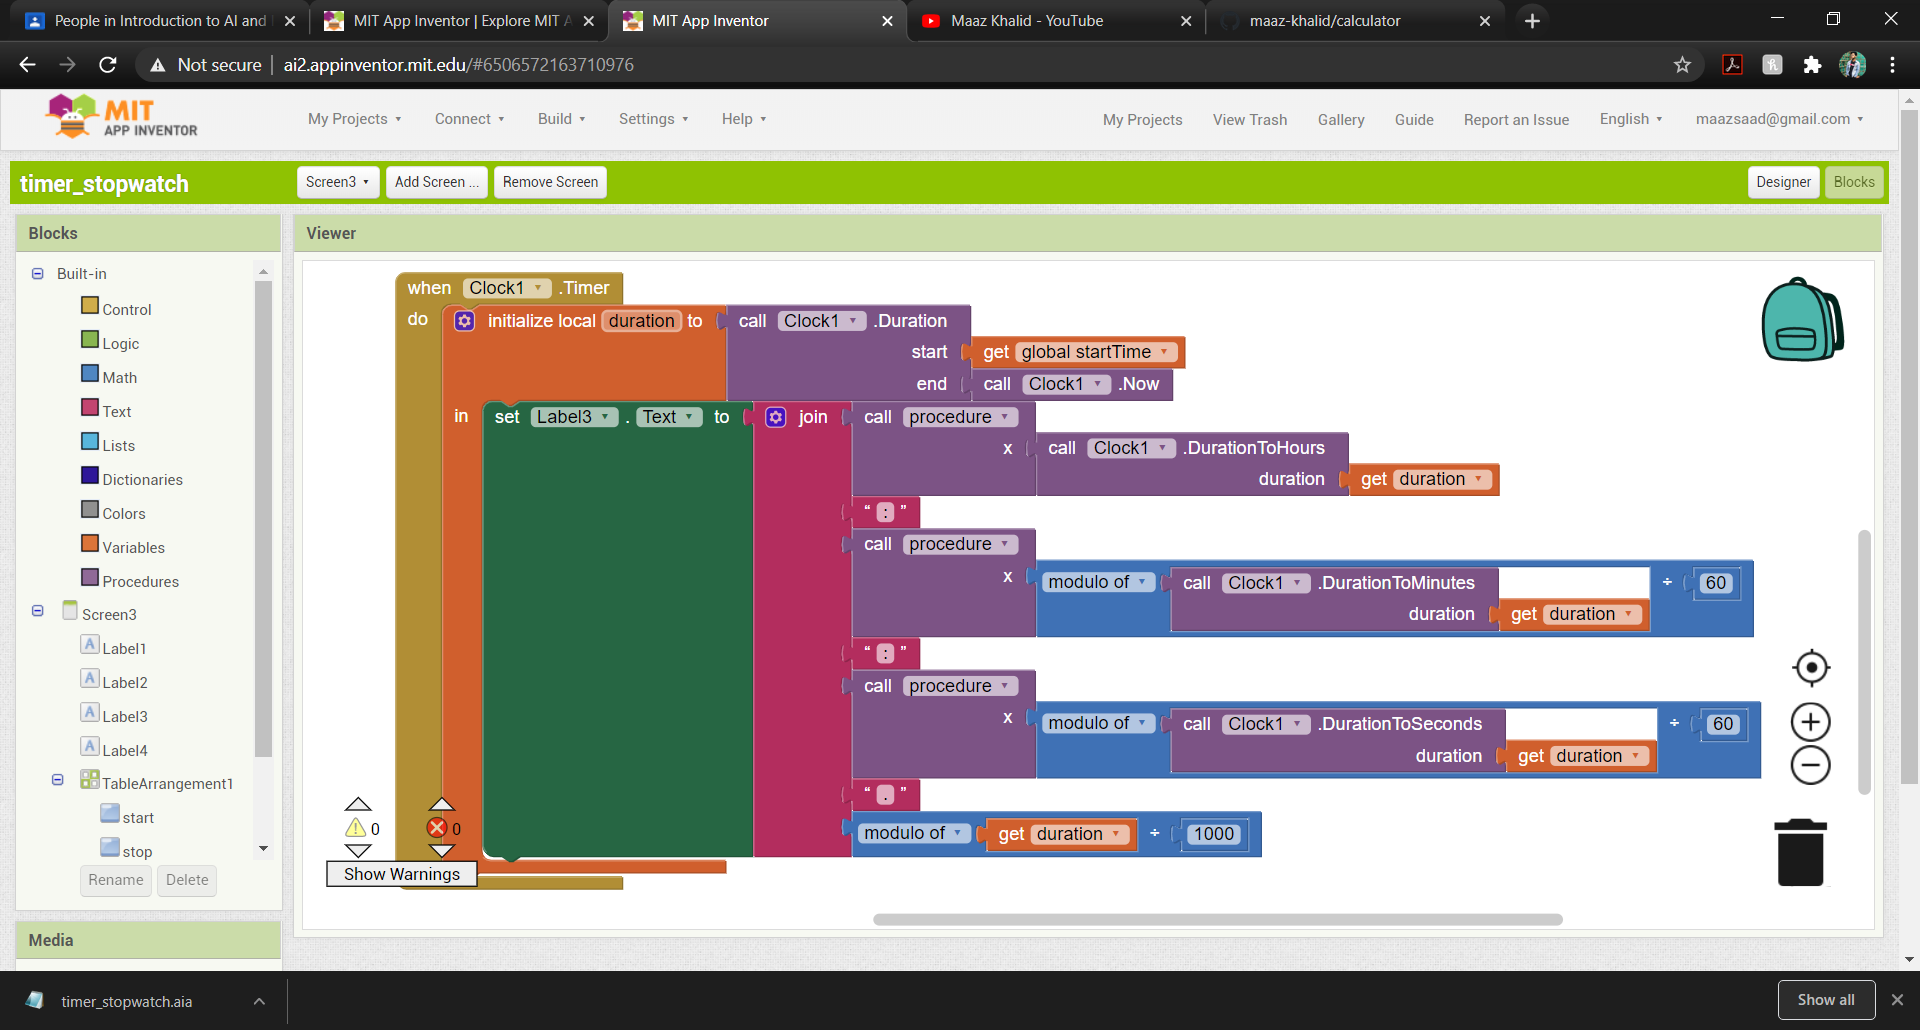 People in Introduction to AI and
MIT App Inventor | Explore MIT A
MIT App Inventor
Maaz Khalid - YouTube
maaz-khalid/calculator
Not secure | ai2.appinventor.mit.edu/#6506572163710976
MIT
APP INVENTOR
My Projects
Connect
Build
Settings
Help
My Projects
View Trash
Gallery
Guide
Report an Issue
English
maazsaad@gmail.com
timer_stopwatch
Screen3
Add Screen ...
Remove Screen
Designer
Blocks
Blocks
Built-in
Control
Logic
Math
Text
Lists
Dictionaries
Colors
Variables
Procedures
Screen3
Label1
Label2
Label3
Label4
TableArrangement1
start
stop
Rename
Delete
Media
Viewer
when Clock1 .Timer
do initialize local duration to call Clock1 .Duration
start get global startTime
end call Clock1 .Now
in set Label3 . Text to join call procedure
x call Clock1 .DurationToHours
duration get duration
“ : ”
call procedure
x modulo of call Clock1 .DurationToMinutes ÷ 60
duration get duration
“ : ”
call procedure
x modulo of call Clock1 .DurationToSeconds ÷ 60
duration get duration
“ . ”
modulo of get duration ÷ 1000
0
0
Show Warnings
timer_stopwatch.aia
Show all